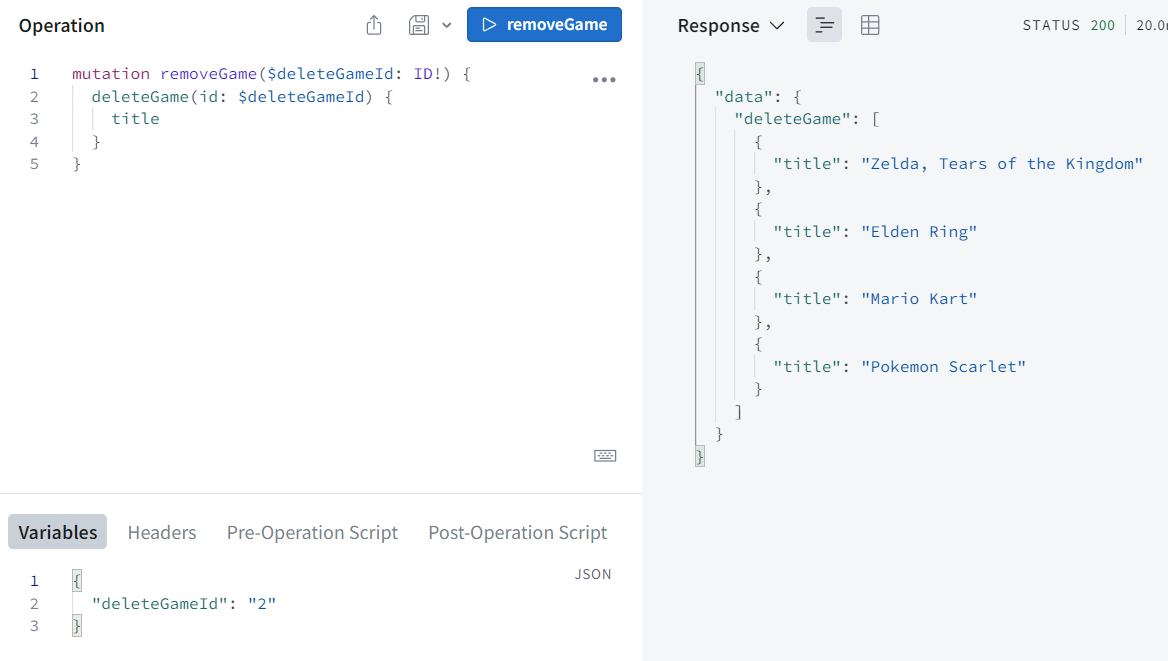 Operation
removeGame
1 mutation removeGame($deleteGameId: ID!) {
2 deleteGame(id: $deleteGameId) {
3 title
4 }
5 }
Variables Headers Pre-Operation Script Post-Operation Script
JSON
1 {
2 "deleteGameId": "2"
3 }
Response
STATUS 200 20.0
{
"data": {
"deleteGame": [
{
"title": "Zelda, Tears of the Kingdom"
},
{
"title": "Elden Ring"
},
{
"title": "Mario Kart"
},
{
"title": "Pokemon Scarlet"
}
]
}
}